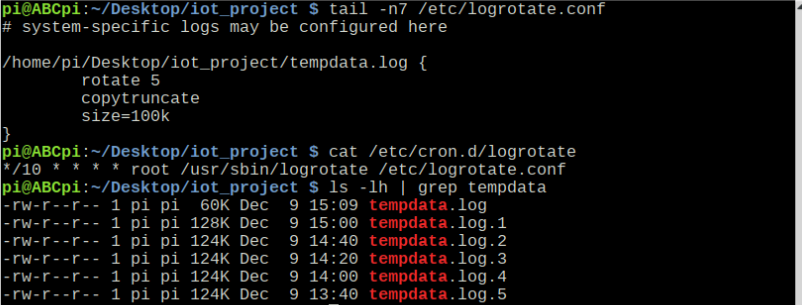 pi@ABCpi:~/Desktop/iot_project $ tail -n7 /etc/logrotate.conf
# system-specific logs may be configured here

/home/pi/Desktop/iot_project/tempdata.log {
        rotate 5
        copytruncate
        size=100k
}
pi@ABCpi:~/Desktop/iot_project $ cat /etc/cron.d/logrotate
*/10 * * * * root /usr/sbin/logrotate /etc/logrotate.conf
pi@ABCpi:~/Desktop/iot_project $ ls -lh | grep tempdata
-rw-r--r-- 1 pi pi  60K Dec  9 15:09 tempdata.log
-rw-r--r-- 1 pi pi 128K Dec  9 15:00 tempdata.log.1
-rw-r--r-- 1 pi pi 124K Dec  9 14:40 tempdata.log.2
-rw-r--r-- 1 pi pi 124K Dec  9 14:20 tempdata.log.3
-rw-r--r-- 1 pi pi 124K Dec  9 14:00 tempdata.log.4
-rw-r--r-- 1 pi pi 124K Dec  9 13:40 tempdata.log.5